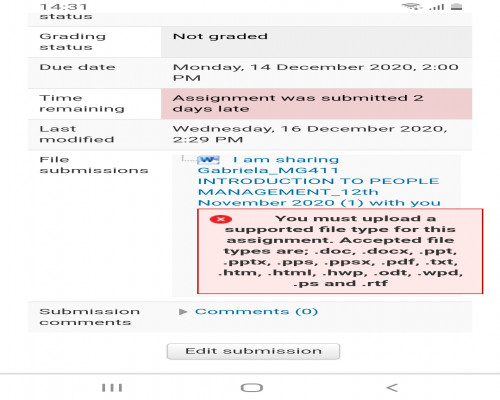 14:31
status
Grading
status
Not graded
Due date
Monday, 14 December 2020, 2:00
PM
Time
remaining
Assignment was submitted 2
days late
Last
modified
Wednesday, 16 December 2020,
2:29 PM
File
submissions
I am sharing
Gabriela_MG411
INTRODUCTION TO PEOPLE
MANAGEMENT_12th
November 2020 (1) with you
You must upload a
supported file type for this
assignment. Accepted file
types are; .doc, .docx, .ppt,
.pptx, .pps, .ppsx, .pdf, .txt,
.htm, .html, .hwp, .odt, .wpd,
.ps and .rtf
Submission
comments
Comments (0)
Edit submission